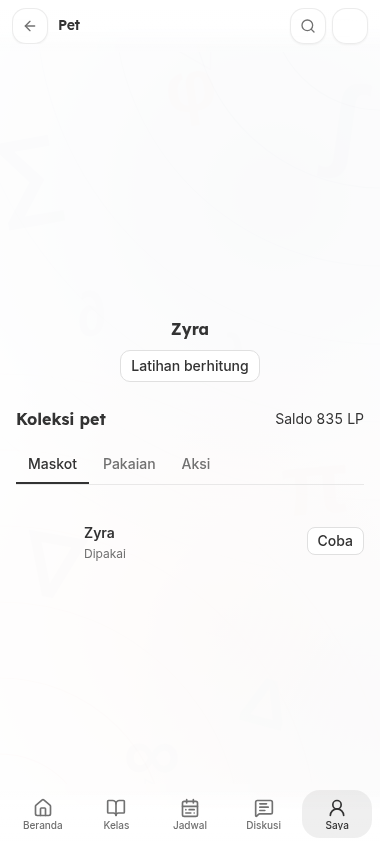 Pet
Zyra
Latihan berhitung
Koleksi pet
Saldo 835 LP
Maskot
Pakaian
Aksi
Zyra
Dipakai
Coba
Beranda
Kelas
Jadwal
Diskusi
Saya